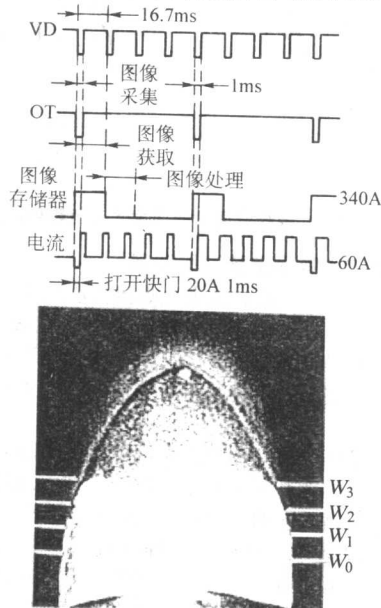 16.7ms
VD
图像
采集
1ms
OT
图像
获取
图像
存储器
图像处理
340A
电流
60A
打开快门 20A 1ms
W₃
W₂
W₁
W₀